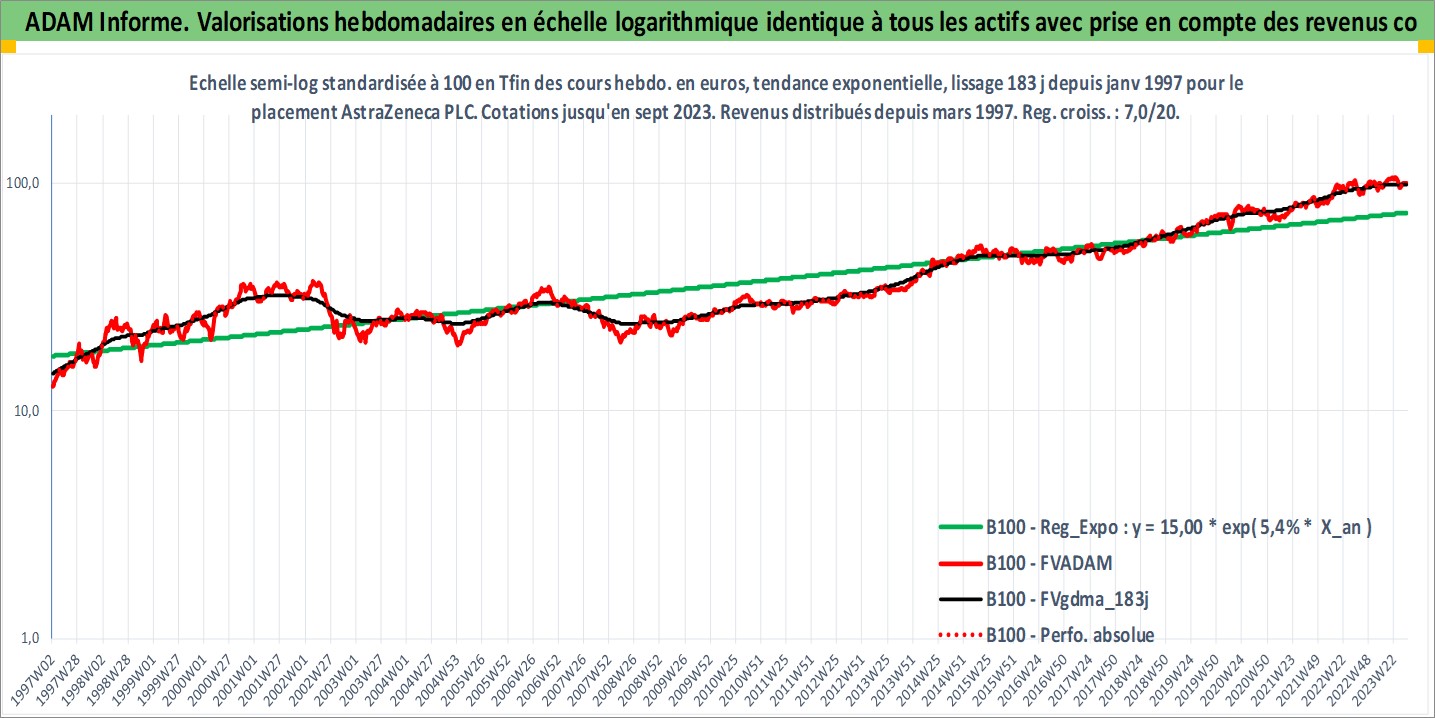 ADAM Informe. Valorisations hebdomadaires en échelle logarithmique identique à tous les actifs avec prise en compte des revenus co
Echelle semi-log standardisée à 100 en Tfin des cours hebdo. en euros, tendance exponentielle, lissage 183 j depuis janv 1997 pour le
placement AstraZeneca PLC. Cotations jusqu'en sept 2023. Revenus distribués depuis mars 1997. Reg. croiss. : 7,0/20.
100,0
10,0
1,0
B100 - Reg_Expo : y = 15,00 * exp( 5,4% * X_an )
B100 - FVADAM
B100 - FVgdma_183j
B100 - Perfo. absolue
1997W02
1997W28
1998W02
1998W28
1999W01
1999W27
2000W01
2000W27
2001W01
2001W27
2002W01
2002W27
2003W01
2003W27
2004W01
2004W27
2004W53
2005W26
2005W52
2006W26
2006W52
2007W26
2007W52
2008W26
2008W52
2009W26
2009W52
2010W25
2010W51
2011W25
2011W51
2012W25
2012W51
2013W25
2013W51
2014W25
2014W51
2015W25
2015W51
2016W24
2016W50
2017W24
2017W50
2018W24
2018W50
2019W24
2019W50
2020W24
2020W50
2021W23
2021W49
2022W22
2022W48
2023W22